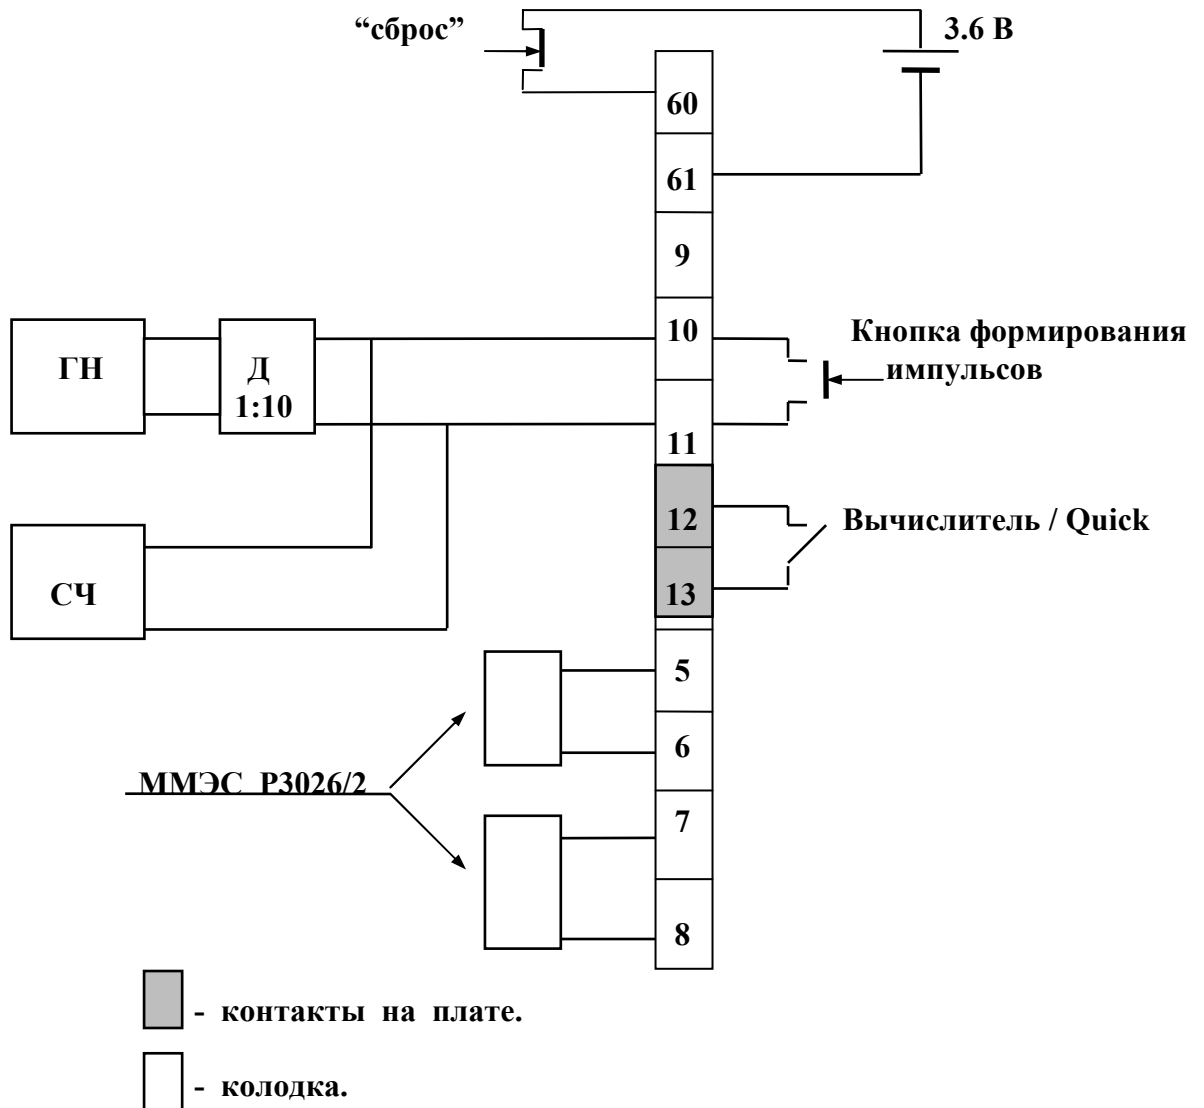 “сброс”
3.6 В
60
61
9
10
Кнопка формирования
импульсов
ГН
Д
1:10
11
12
Вычислитель / Quick
СЧ
13
5
6
ММЭС Р3026/2
7
8
- контакты на плате.
- колодка.